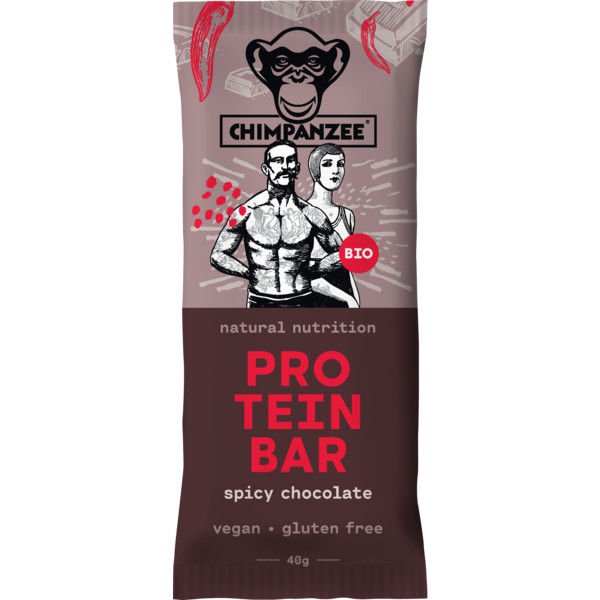 CHIMPANZEE®
BIO
natural nutrition
PRO
TEIN
BAR
spicy chocolate
vegan • gluten free
40g